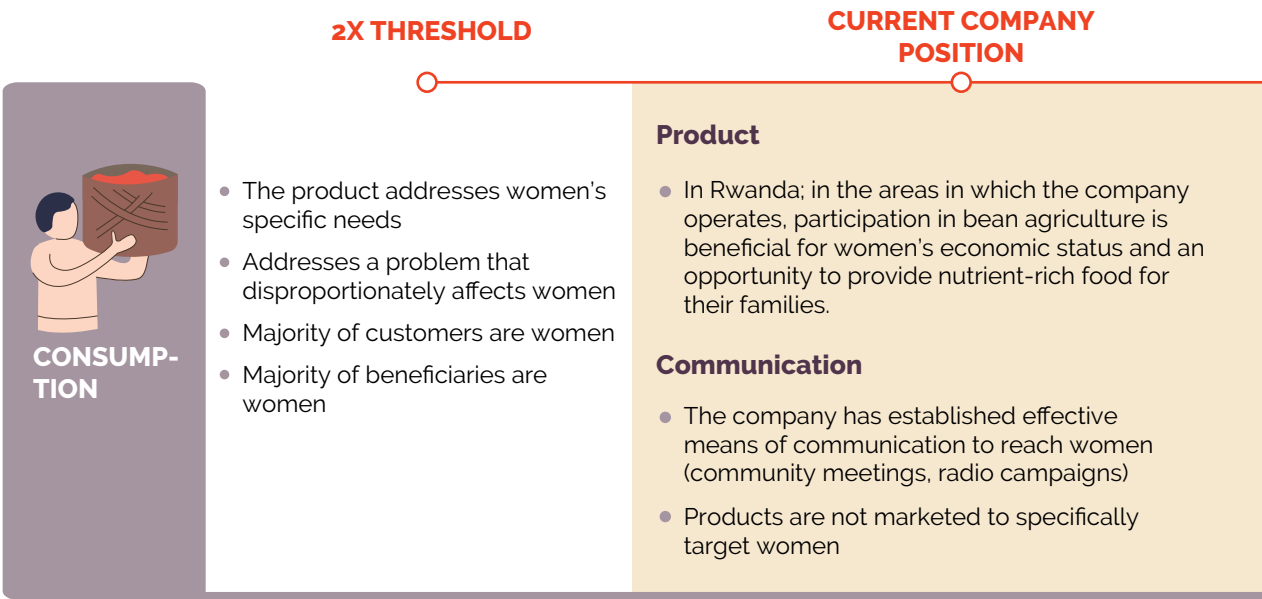 2X THRESHOLD
CURRENT COMPANY
POSITION
CONSUMP-
TION
The product addresses women's
specific needs
Addresses a problem that
disproportionately affects women
Majority of customers are women
Majority of beneficiaries are
women
Product
In Rwanda; in the areas in which the company
operates, participation in bean agriculture is
beneficial for women's economic status and an
opportunity to provide nutrient-rich food for
their families.
Communication
The company has established effective
means of communication to reach women
(community meetings, radio campaigns)
Products are not marketed to specifically
target women